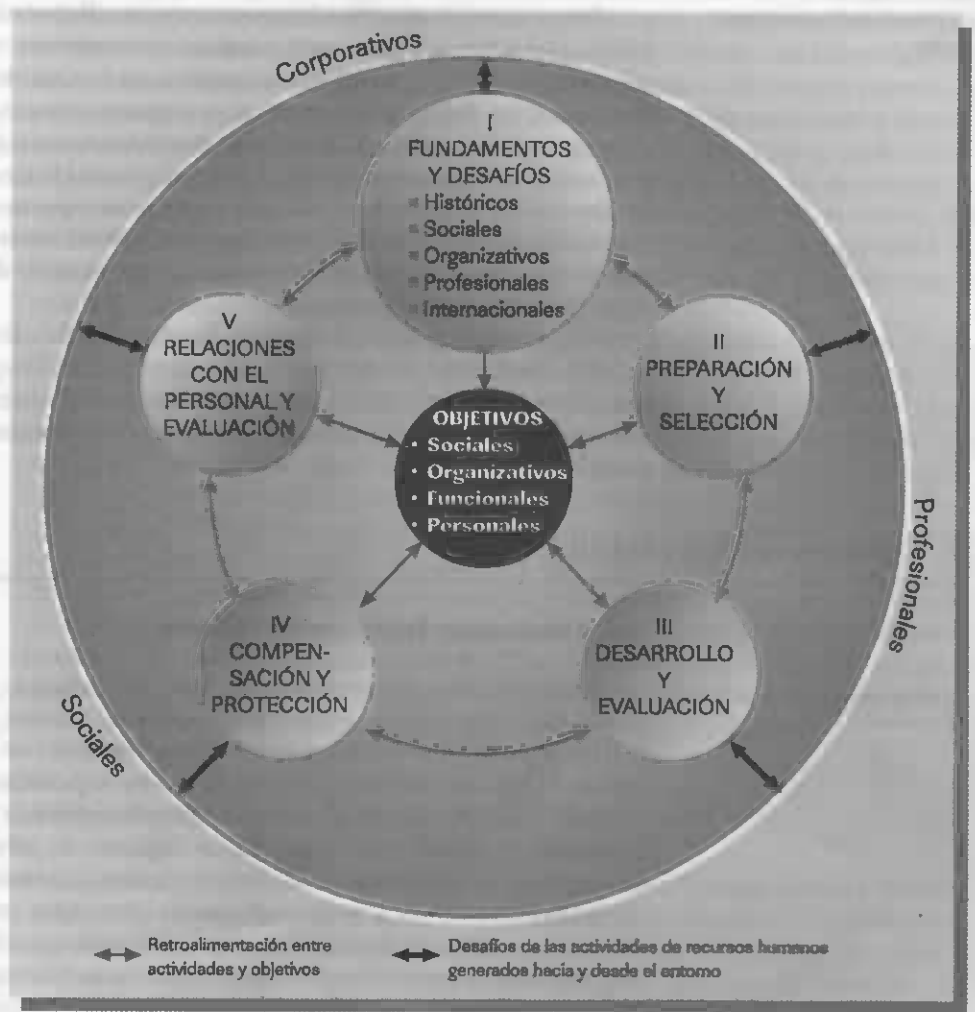 Corporativos
I
FUNDAMENTOS
Y DESAFÍOS
Históricos
Sociales
Organizativos
Profesionales
Internacionales
V
RELACIONES
CON EL
PERSONAL Y
EVALUACIÓN
II
PREPARACIÓN
Y
SELECCIÓN
OBJETIVOS
• Sociales
• Organizativos
• Funcionales
• Personales
Profesionales
IV
COMPEN-
SACIÓN Y
PROTECCIÓN
III
DESARROLLO
Y
EVALUACIÓN
Sociales
Retroalimentación entre
actividades y objetivos
Desafíos de las actividades de recursos humanos
generados hacia y desde el entorno